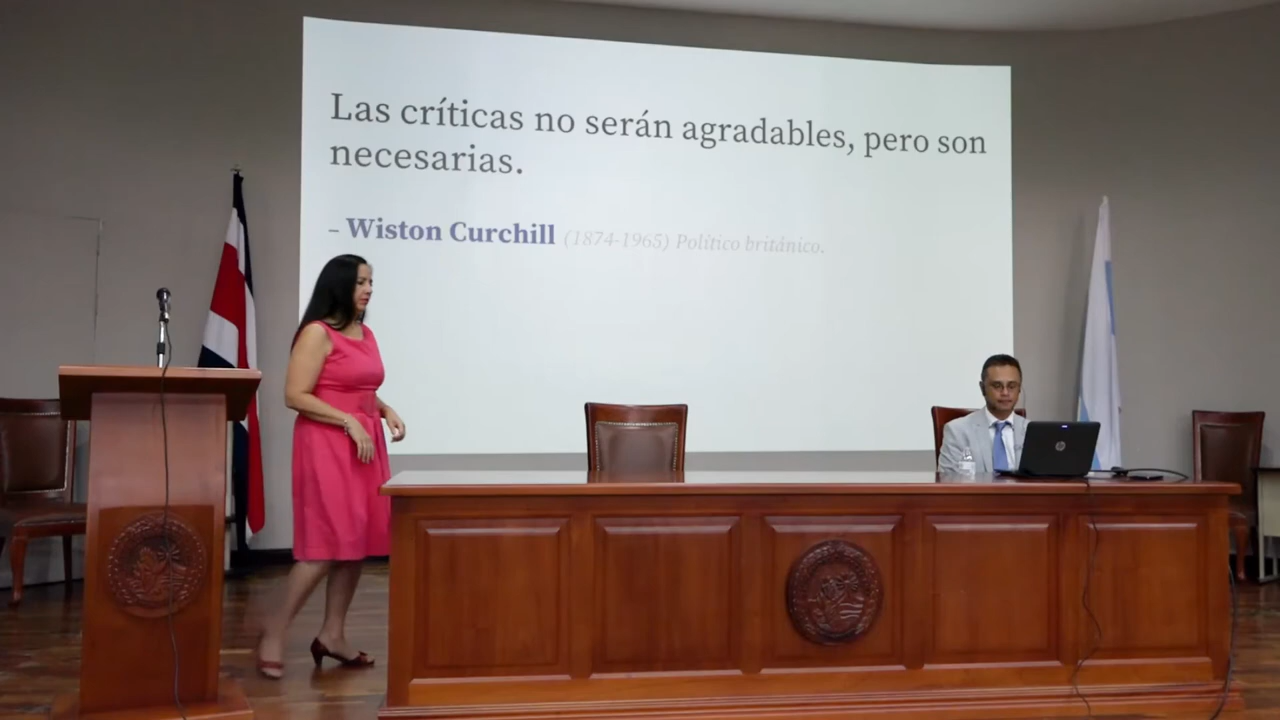 Las críticas no serán agradables, pero son
necesarias.
– Wiston Curchill (1874-1965) Político británico.